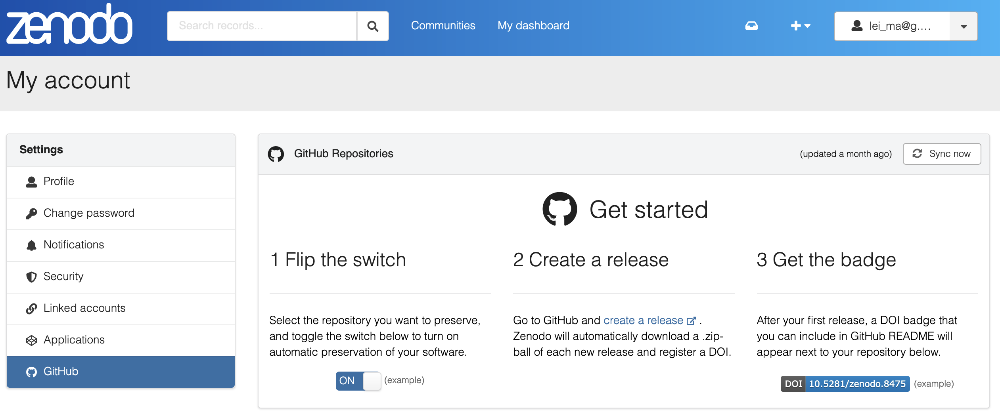 zenodo
Search records...
Communities
My dashboard
lei_ma@g....
My account
Settings
Profile
Change password
Notifications
Security
Linked accounts
Applications
GitHub
GitHub Repositories
(updated a month ago)
Sync now
Get started
1 Flip the switch
Select the repository you want to preserve,
and toggle the switch below to turn on
automatic preservation of your software.
ON
(example)
2 Create a release
Go to GitHub and create a release .
Zenodo will automatically download a .zip-
ball of each new release and register a DOI.
3 Get the badge
After your first release, a DOI badge that
you can include in GitHub README will
appear next to your repository below.
DOI 10.5281/zenodo.8475 (example)